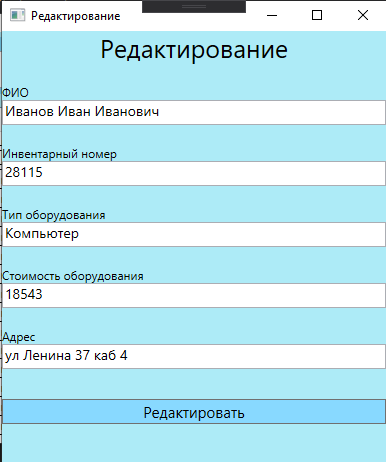 Редактирование
Редактирование
ФИО
Иванов Иван Иванович
Инвентарный номер
28115
Тип оборудования
Компьютер
Стоимость оборудования
18543
Адрес
ул Ленина 37 каб 4
Редактировать